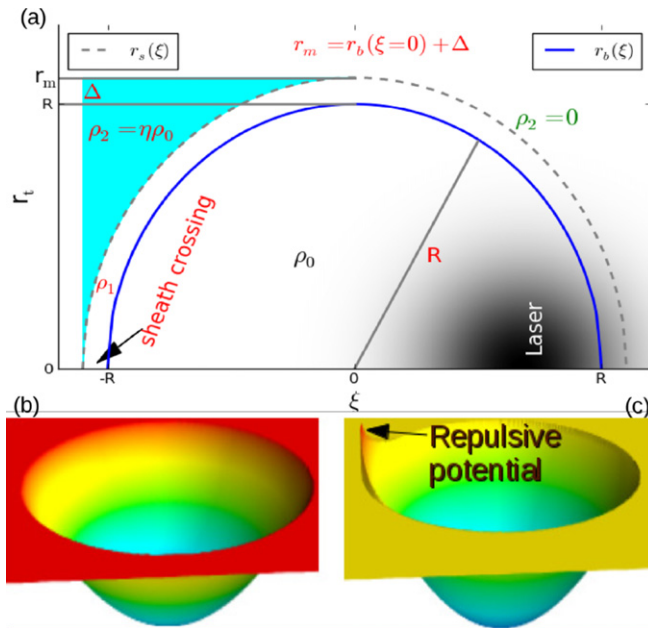 (a)
r_s(ξ)
r_m = r_b(ξ=0) + Δ
r_b(ξ)
r_m
Δ
R
ρ_2 = ηρ_0
ρ_2 = 0
r_t
sheath crossing
ρ_0
R
ρ_1
Laser
0
-R
0
R
ξ
(b)
(c)
Repulsive
potential